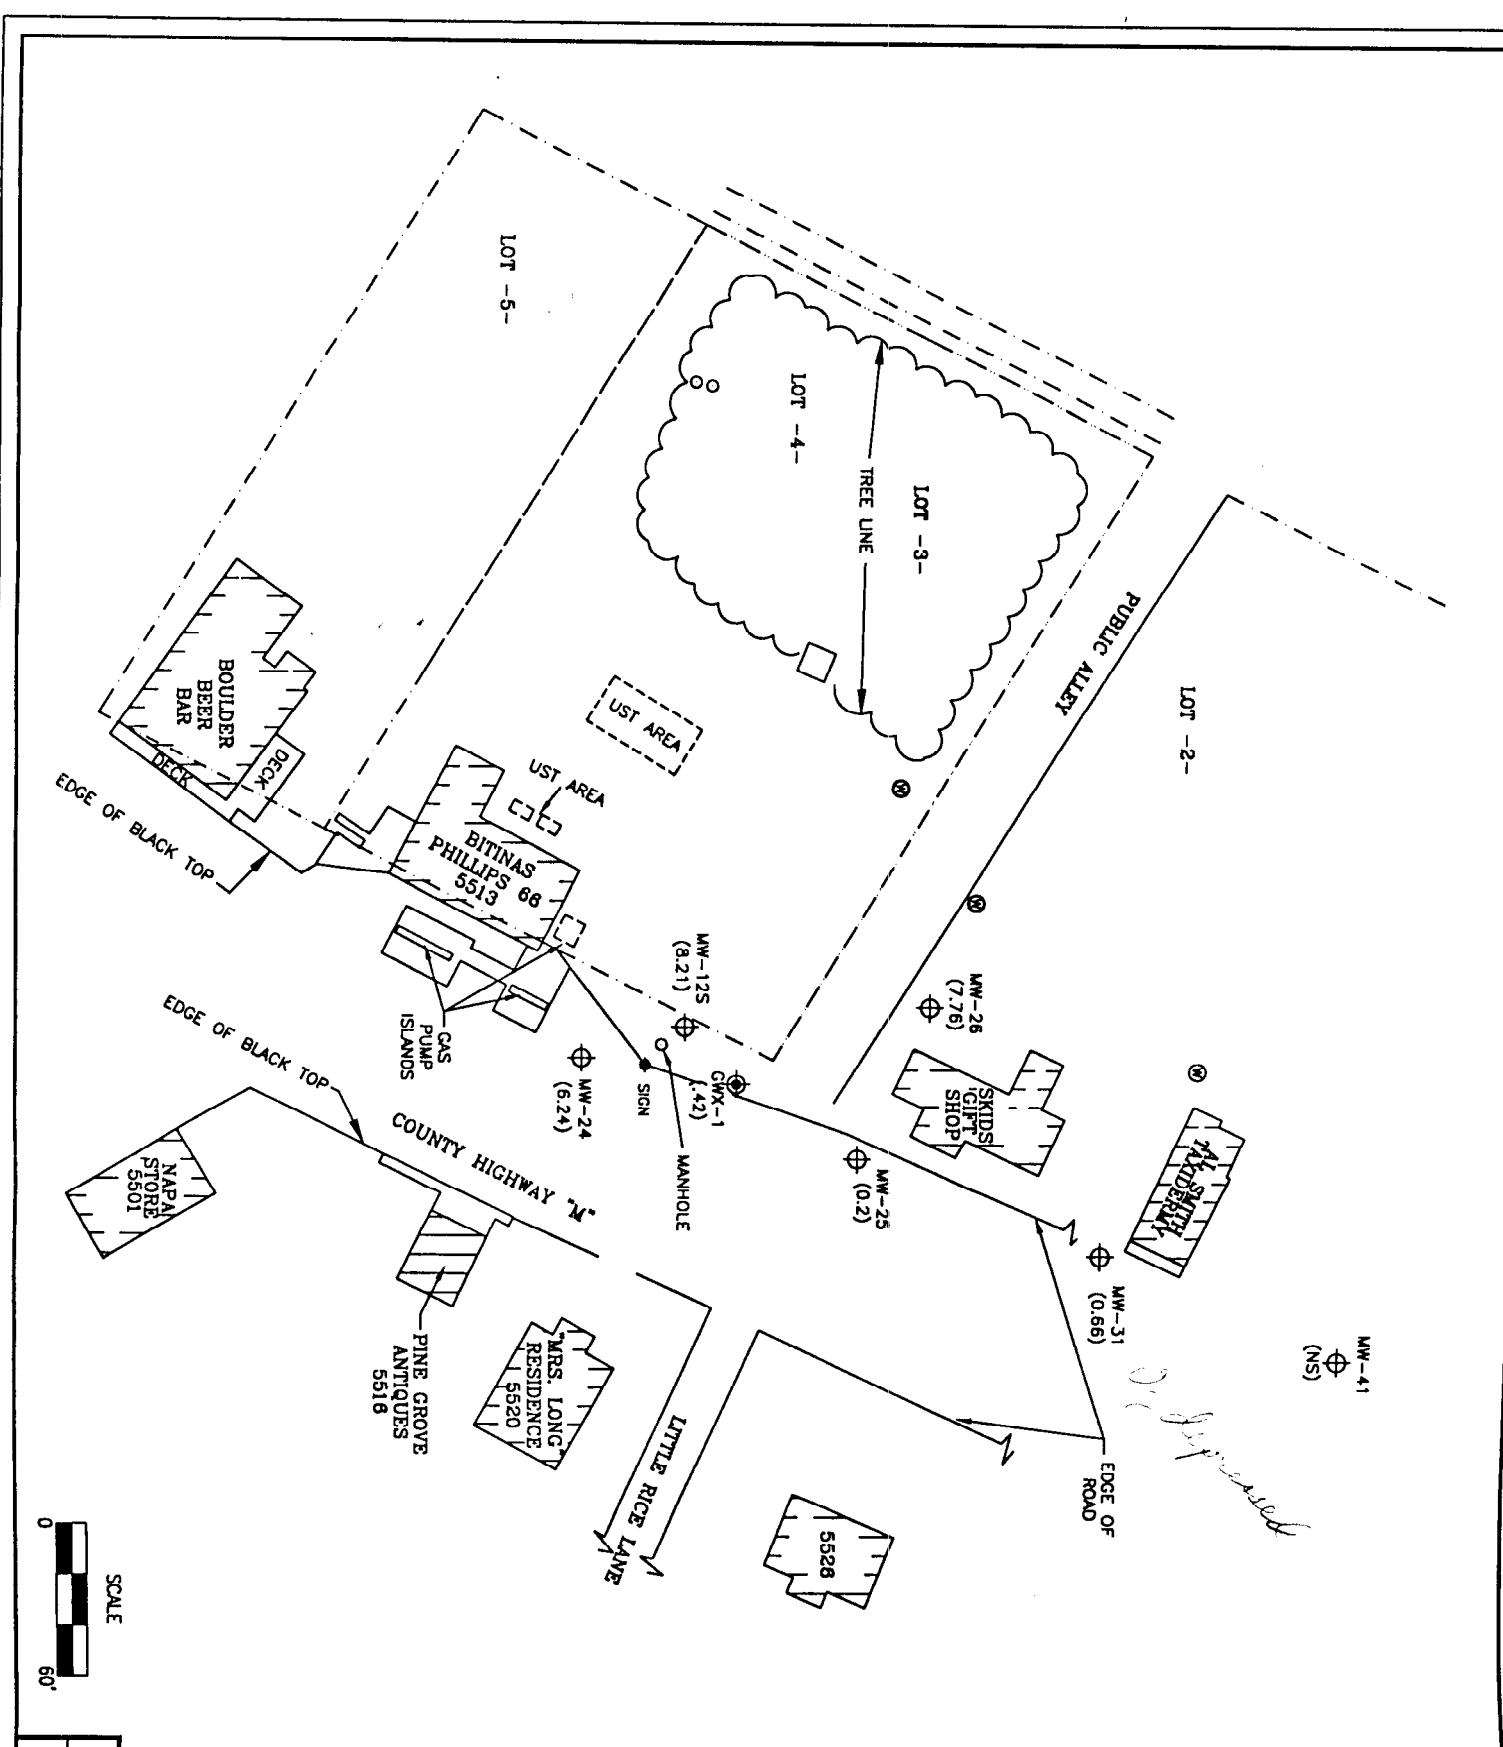 LOT -5-
LOT -4-
LOT -3-
TREE LINE
PUBLIC ALLEY
LOT -2-
BOULDER
BEER
BAR
DECK
DECK
EDGE OF BLACK TOP
UST AREA
UST AREA
BITINAS
PHILLIPS 66
5513
W
W
W
MW-12S
(8.21)
MW-26
(7.76)
SKIDS
GIFT
SHOP
AL SMITH
TAXIDERMY
GAS
PUMP
ISLANDS
MW-24
(6.24)
SIGN
GWX-1
(.42)
MANHOLE
MW-25
(0.2)
MW-31
(0.66)
MW-41
(NS)
EDGE OF BLACK TOP
COUNTY HIGHWAY "M"
NAPA
STORE
5501
PINE GROVE
ANTIQUES
5516
"MRS. LONG"
RESIDENCE
5520
LITTLE RICE LANE
EDGE OF
ROAD
5528
SCALE
0
60'